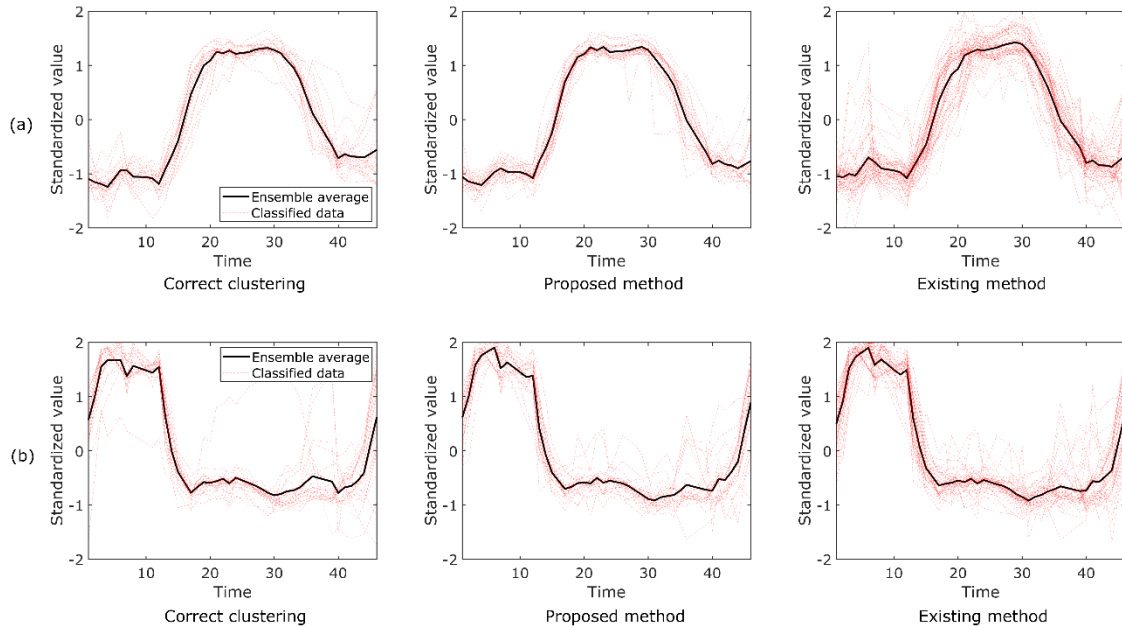 2
1
0
-1
-2
Standardized value
10
20
30
40
Time
Ensemble average
Classified data
Correct clustering
2
1
0
-1
-2
Standardized value
10
20
30
40
Time
Proposed method
2
1
0
-1
-2
Standardized value
10
20
30
40
Time
Existing method
(a)
2
1
0
-1
-2
Standardized value
10
20
30
40
Time
Ensemble average
Classified data
Correct clustering
2
1
0
-1
-2
Standardized value
10
20
30
40
Time
Proposed method
2
1
0
-1
-2
Standardized value
10
20
30
40
Time
Existing method
(b)